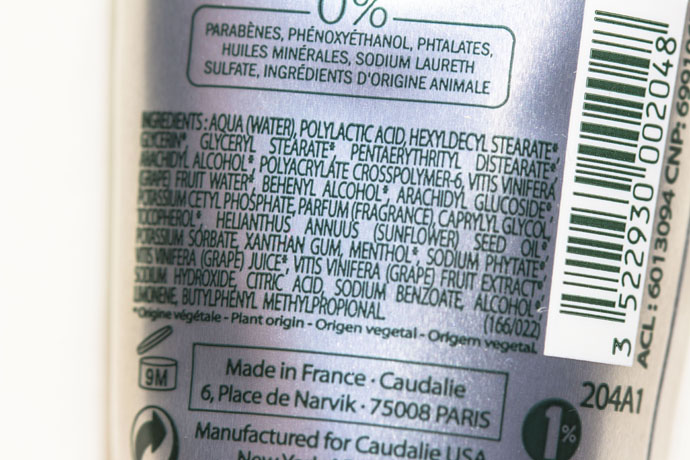 0%
PARABÈNES, PHÉNOXYÉTHANOL, PHTALATES,
HUILES MINÉRALES, SODIUM LAURETH
SULFATE, INGRÉDIENTS D'ORIGINE ANIMALE
INGREDIENTS : AQUA (WATER), POLYLACTIC ACID, HEXYLDECYL STEARATE*,
GLYCERIN*, GLYCERYL STEARATE*, PENTAERYTHRITYL DISTEARATE,
ARACHIDYL ALCOHOL*, POLYACRYLATE CROSSPOLYMER-6, VITIS VINIFERA
(GRAPE) FRUIT WATER*, BEHENYL ALCOHOL*, ARACHIDYL GLUCOSIDE*,
POTASSIUM CETYL PHOSPHATE, PARFUM (FRAGRANCE), CAPRYLYL GLYCOL,
TOCOPHEROL*, HELIANTHUS ANNUUS (SUNFLOWER) SEED OIL*,
POTASSIUM SORBATE, XANTHAN GUM, MENTHOL*, SODIUM PHYTATE*,
VITIS VINIFERA (GRAPE) JUICE*, VITIS VINIFERA (GRAPE) FRUIT EXTRACT*,
SODIUM HYDROXIDE, CITRIC ACID, SODIUM BENZOATE, ALCOHOL*,
LIMONENE, BUTYLPHENYL METHYLPROPIONAL. (166/022)
*Origine végétale - Plant origin - Origen vegetal - Origem vegetal.
9M
Made in France · Caudalie
6, Place de Narvik · 75008 PARIS
Manufactured for Caudalie USA
1%
204A1
3 522930 002048
ACL : 6013094 CNP: